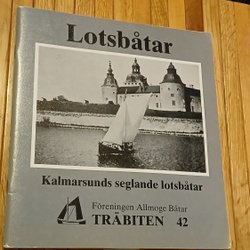 Lotsbåtar
Kalmarsunds seglande lotsbåtar
Föreningen Allmoge Båtar
TRÄBITEN 42